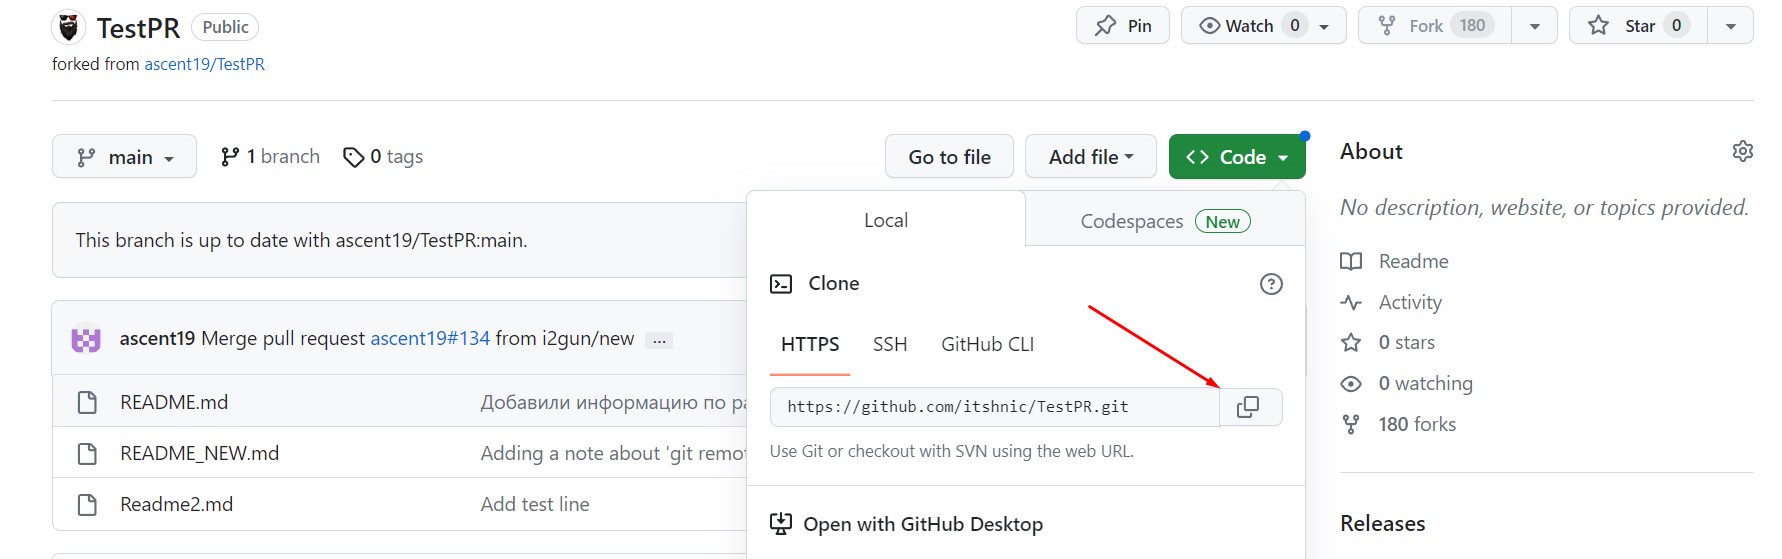 TestPR Public
Pin
Watch 0
Fork 180
Star 0
forked from ascent19/TestPR
main
1 branch
0 tags
Go to file
Add file
<> Code
This branch is up to date with ascent19/TestPR:main.
ascent19 Merge pull request ascent19#134 from i2gun/new ...
README.md Добавили информацию по
README_NEW.md Adding a note about 'git
Readme2.md Add test line
Local
Codespaces New
Clone
HTTPS SSH GitHub CLI
https://github.com/itshnic/TestPR.git
Use Git or checkout with SVN using the web URL.
Open with GitHub Desktop
About
No description, website, or topics provided.
Readme
Activity
0 stars
0 watching
180 forks
Releases